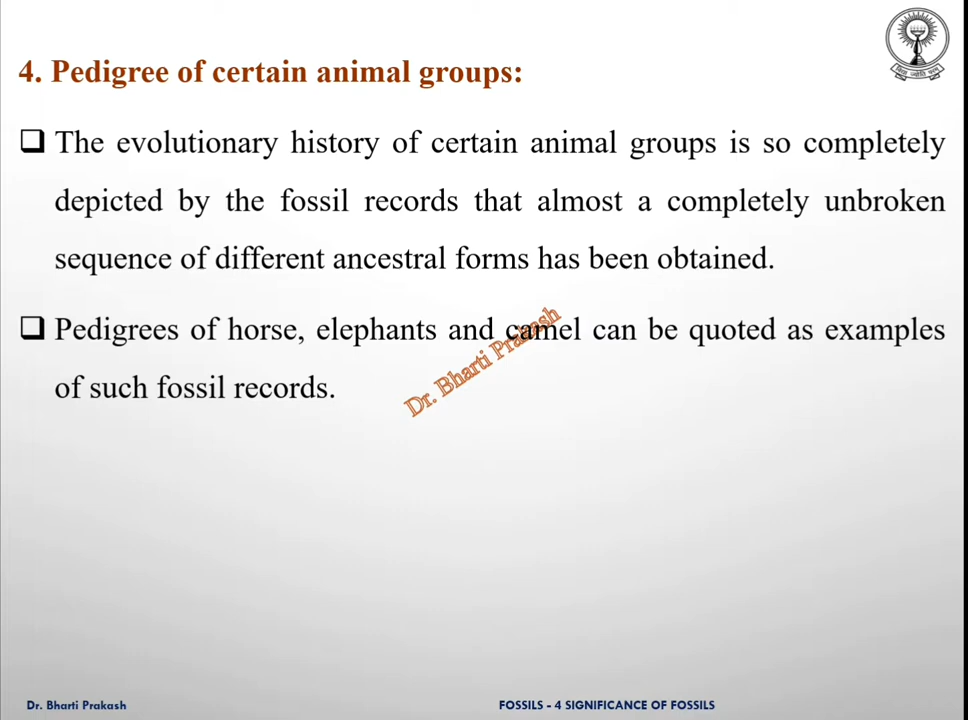 4. Pedigree of certain animal groups:
The evolutionary history of certain animal groups is so completely
depicted by the fossil records that almost a completely unbroken
sequence of different ancestral forms has been obtained.
Pedigrees of horse, elephants and camel can be quoted as examples
of such fossil records.
Dr. Bharti Prakash
Dr. Bharti Prakash
FOSSILS - 4 SIGNIFICANCE OF FOSSILS